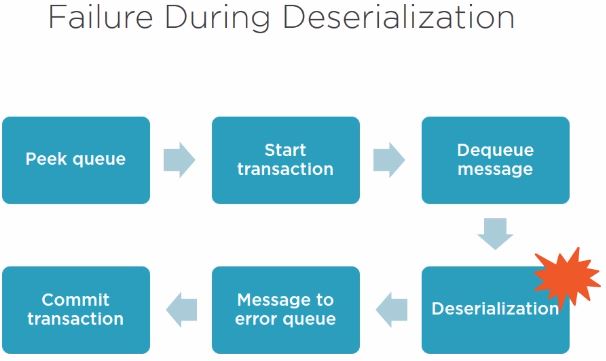 Failure During Deserialization
Peek queue
Start
transaction
Dequeue
message
Commit
transaction
Message to
error queue
Deserialization